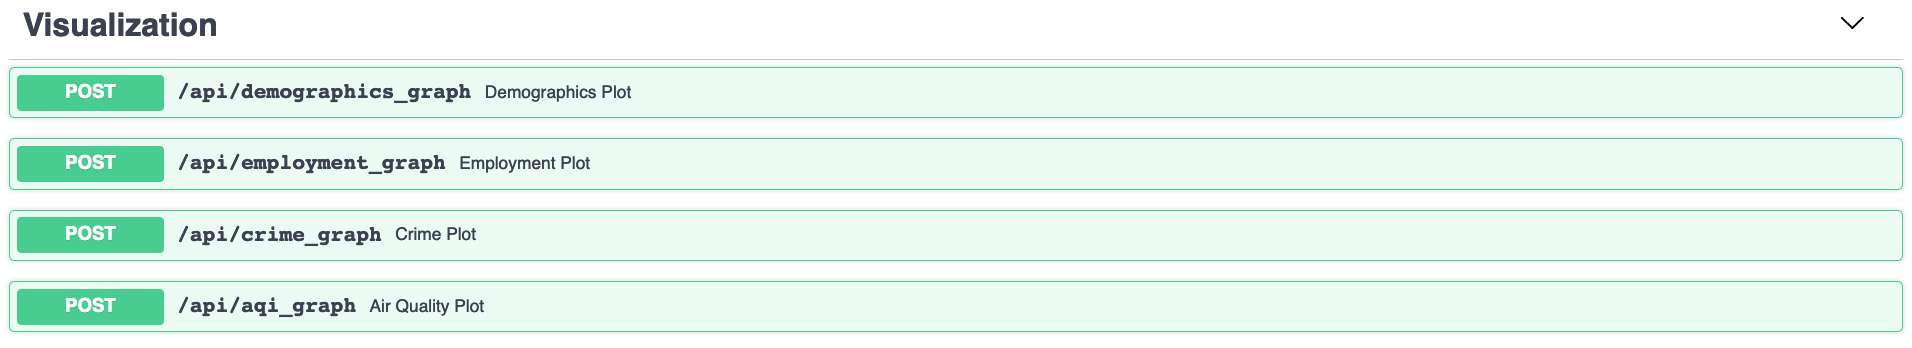 Visualization
POST /api/demographics_graph Demographics Plot
POST /api/employment_graph Employment Plot
POST /api/crime_graph Crime Plot
POST /api/aqi_graph Air Quality Plot